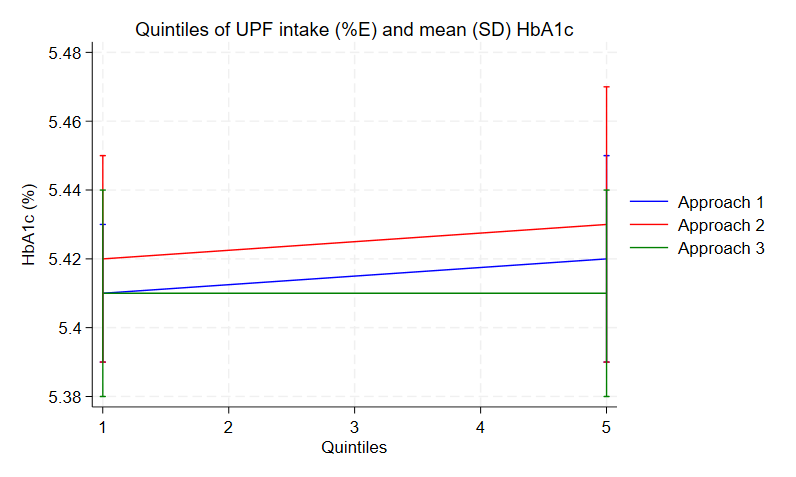 Quintiles of UPF intake (%E) and mean (SD) HbA1c
5.48
5.46
5.44
5.42
5.4
5.38
HbA1c (%)
1 2 3 4 5
Quintiles
Approach 1
Approach 2
Approach 3